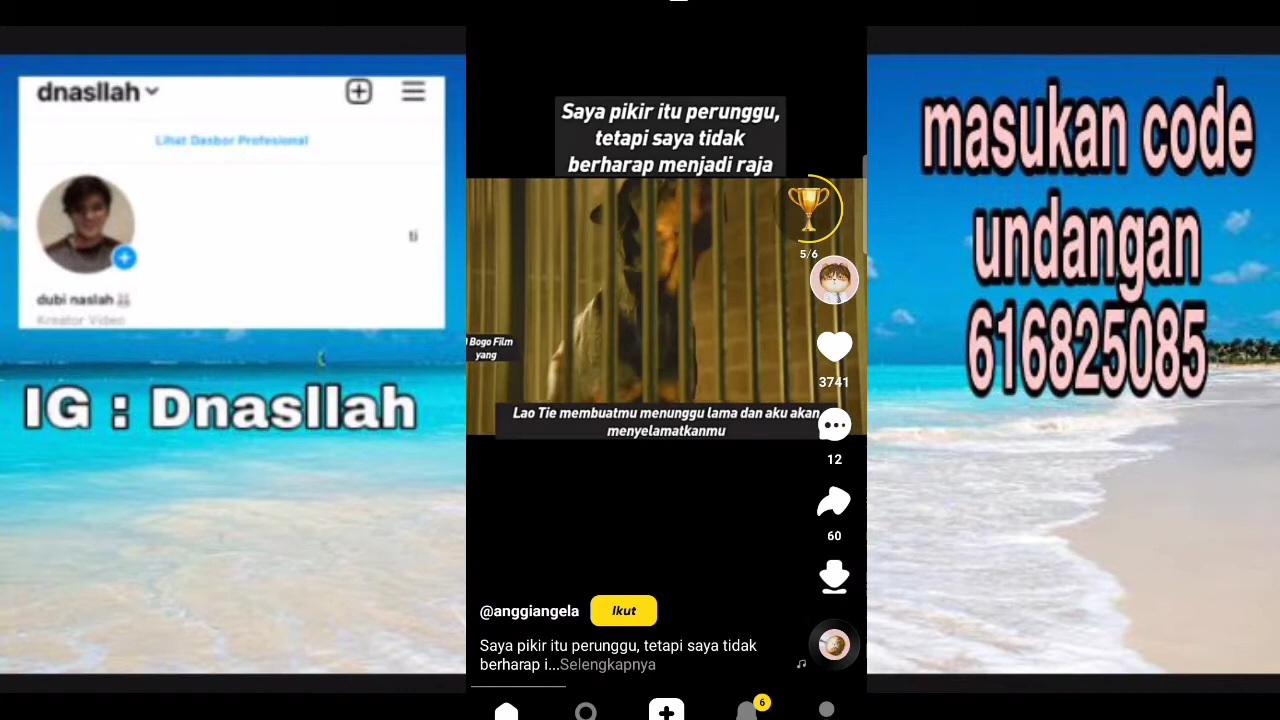 dnasllah
Lihat Dasbor Profesional
ti
dubi naslah
Kreator Video
IG : Dnasllah
Saya pikir itu perunggu,
tetapi saya tidak
berharap menjadi raja
5/6
Bogo Film
yang
Lao Tie membuatmu menunggu lama dan aku akan
menyelamatkanmu
3741
12
60
@anggiangela
Ikut
Saya pikir itu perunggu, tetapi saya tidak
berharap i...Selengkapnya
6
masukan code
undangan
616825085